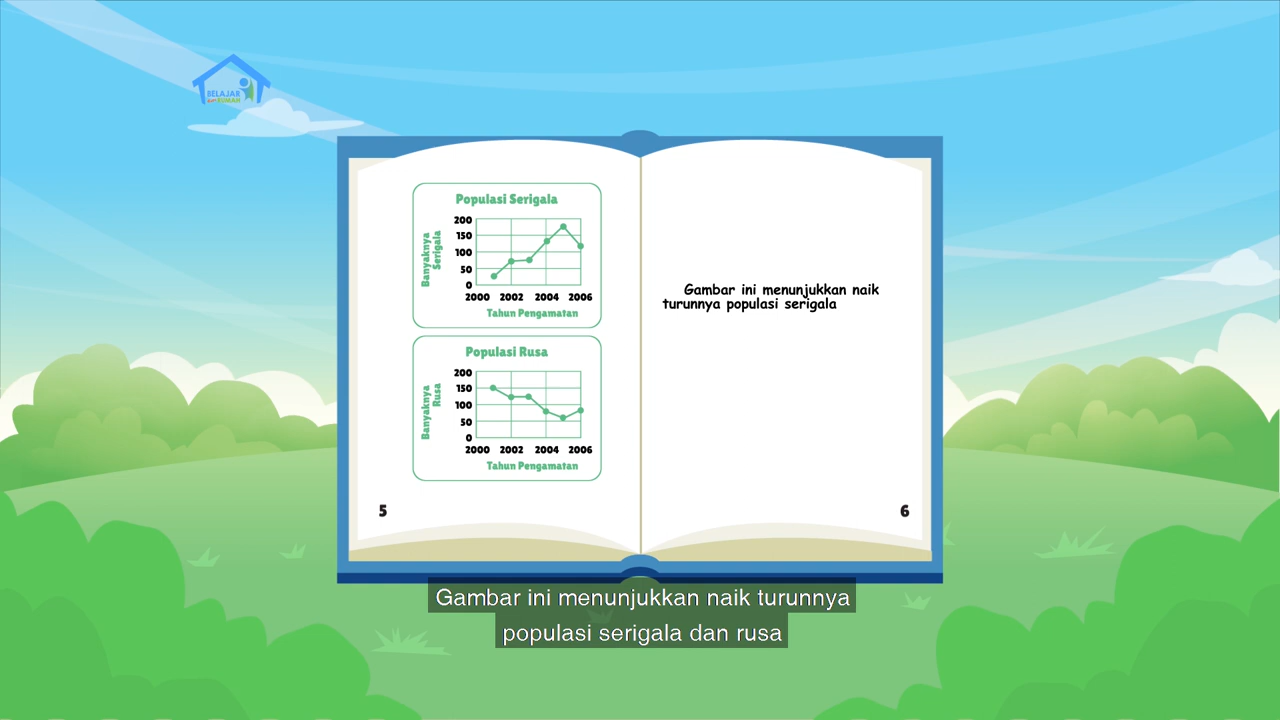 BELAJAR
dari RUMAH
Populasi Serigala
Banyaknya
Serigala
200
150
100
50
0
2000 2002 2004 2006
Tahun Pengamatan
Populasi Rusa
Banyaknya
Rusa
200
150
100
50
0
2000 2002 2004 2006
Tahun Pengamatan
5
Gambar ini menunjukkan naik
turunnya populasi serigala
6
Gambar ini menunjukkan naik turunnya
populasi serigala dan rusa